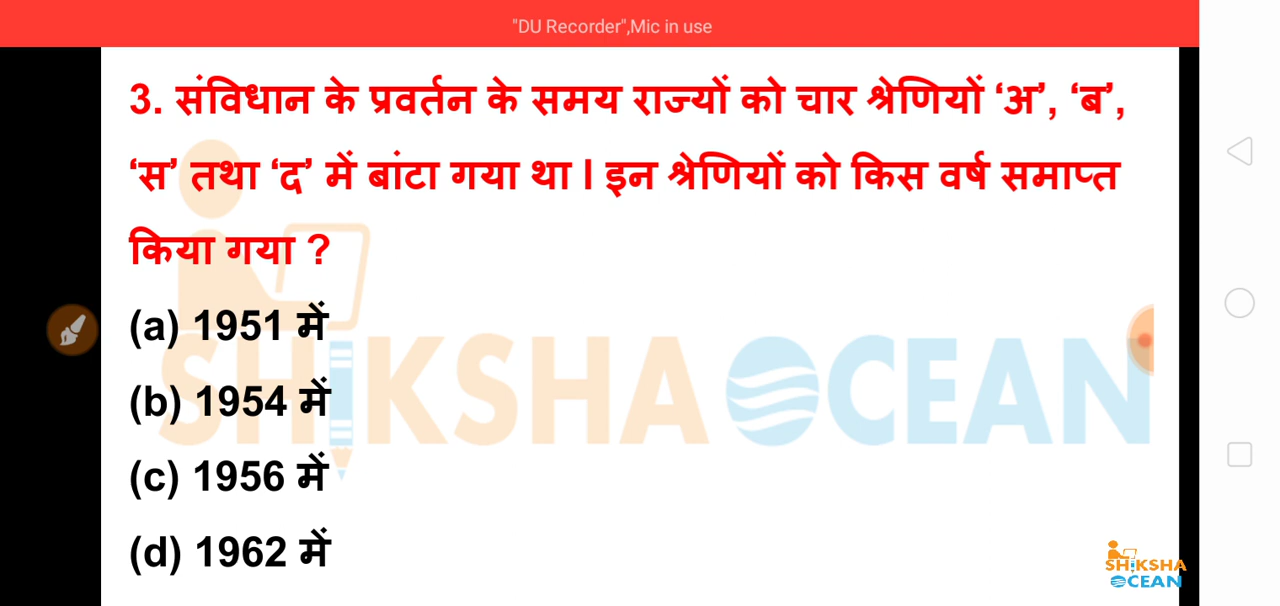 "DU Recorder",Mic in use
3. संविधान के प्रवर्तन के समय राज्यों को चार श्रेणियों ‘अ’, ‘ब’,
‘स’ तथा ‘द’ में बांटा गया था l इन श्रेणियों को किस वर्ष समाप्त
किया गया ?
(a) 1951 में
(b) 1954 में
(c) 1956 में
(d) 1962 में
SHIKSHA OCEAN
SHIKSHA
OCEAN